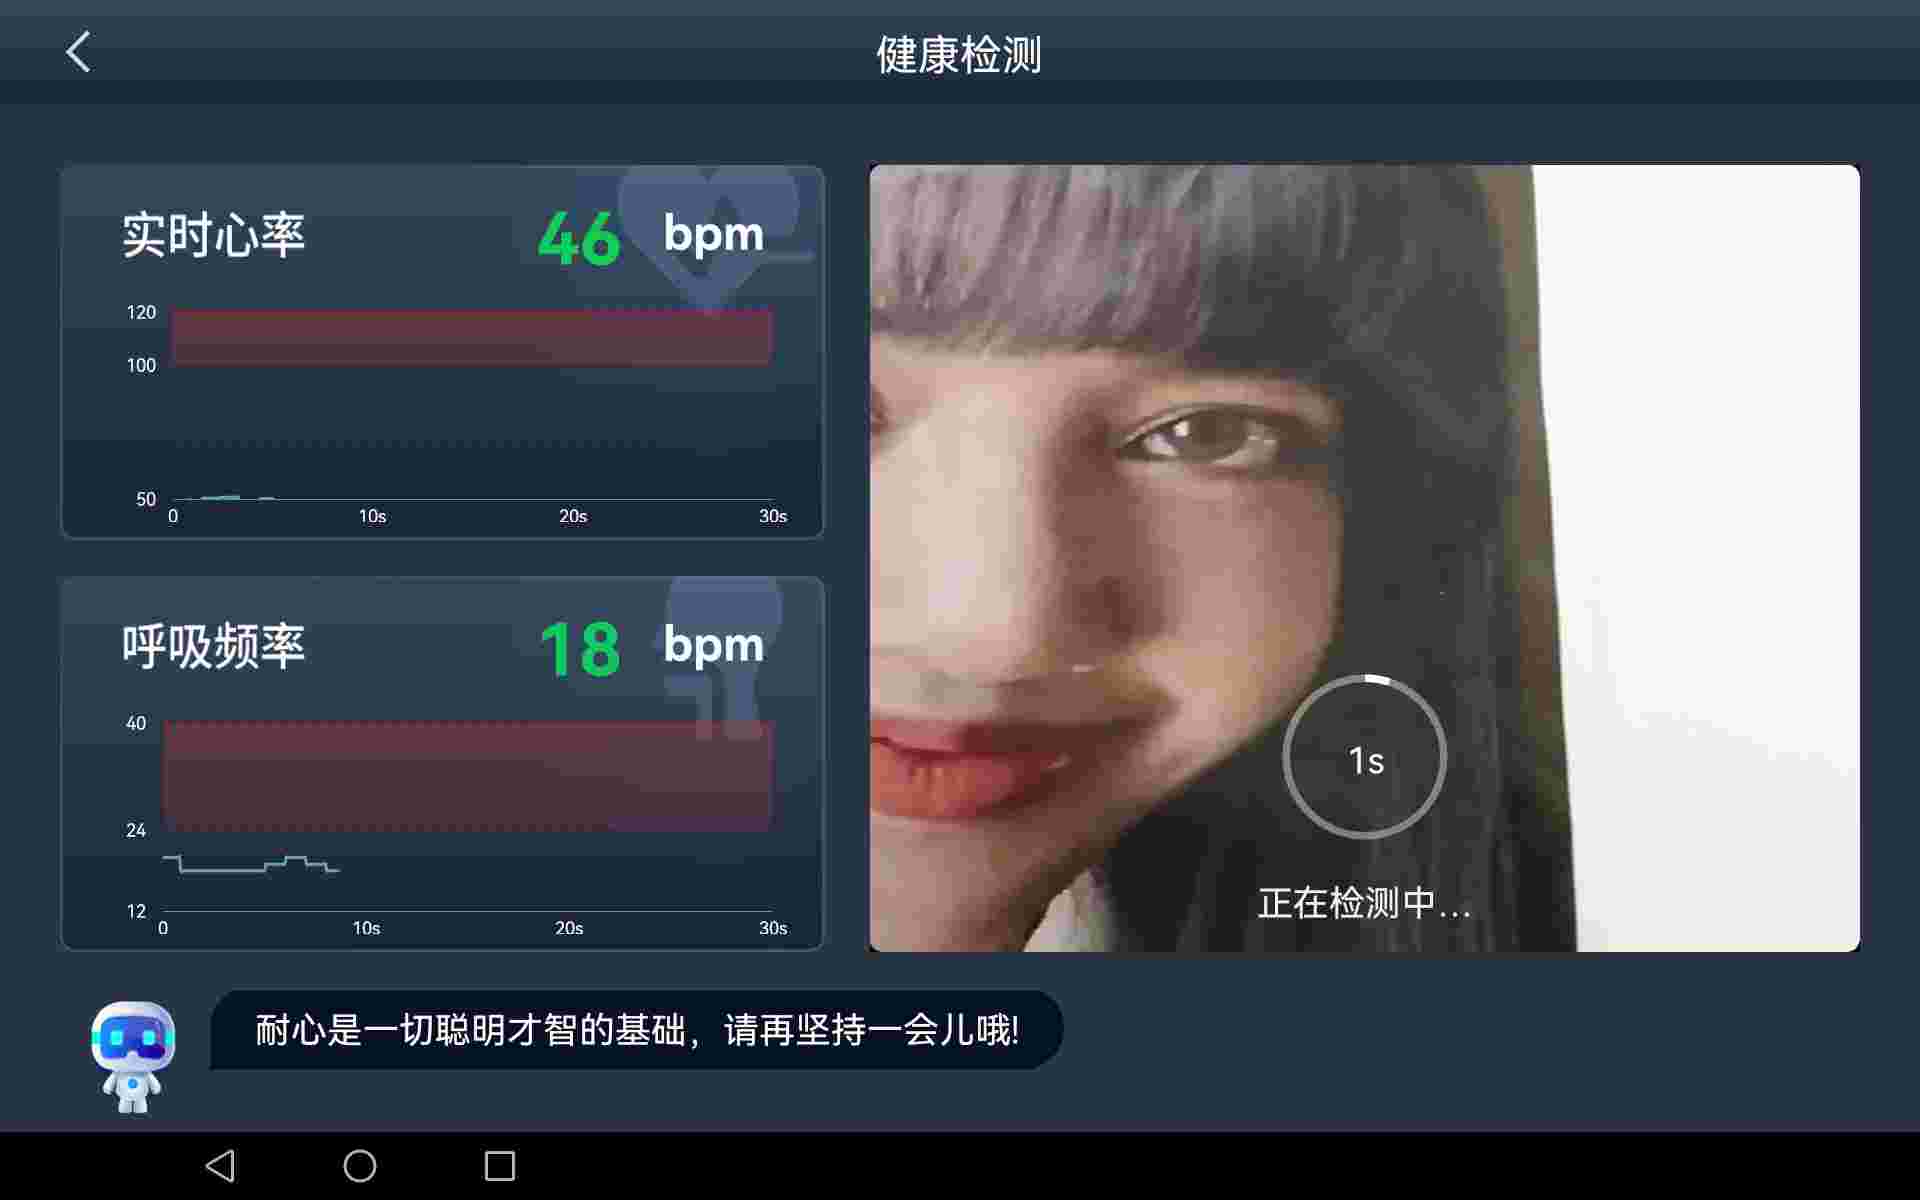 健康检测
实时心率 46 bpm
120
100
50
0 10s 20s 30s
呼吸频率 18 bpm
40
24
12
0 10s 20s 30s
1s
正在检测中...
耐心是一切聪明才智的基础，请再坚持一会儿哦!